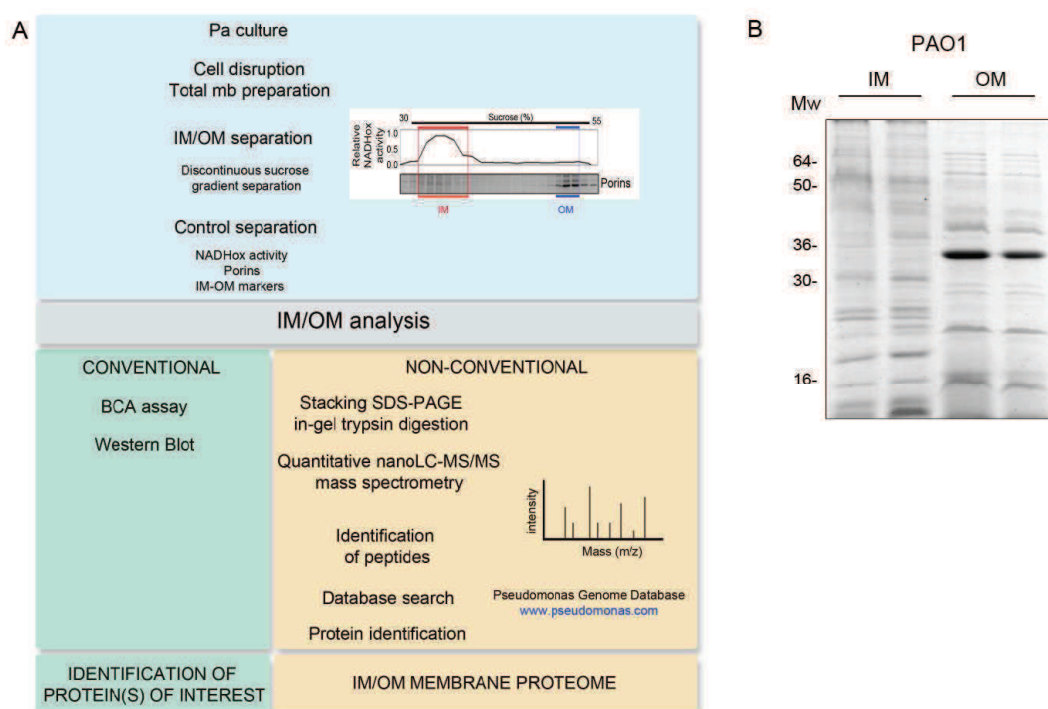 A
Pa culture
Cell disruption
Total mb preparation
IM/OM separation
Discontinuous sucrose
gradient separation
Control separation
NADHox activity
Porins
IM-OM markers
30
Sucrose (%)
55
Relative
NADHox
activity
1.0
0.5
0.0
Porins
IM
OM
IM/OM analysis
CONVENTIONAL
BCA assay
Western Blot
IDENTIFICATION OF
PROTEIN(S) OF INTEREST
NON-CONVENTIONAL
Stacking SDS-PAGE
in-gel trypsin digestion
Quantitative nanoLC-MS/MS
mass spectrometry
intensity
Mass (m/z)
Identification
of peptides
Database search
Pseudomonas Genome Database
www.pseudomonas.com
Protein identification
IM/OM MEMBRANE PROTEOME
B
PAO1
IM
OM
Mw
64-
50-
36-
30-
16-